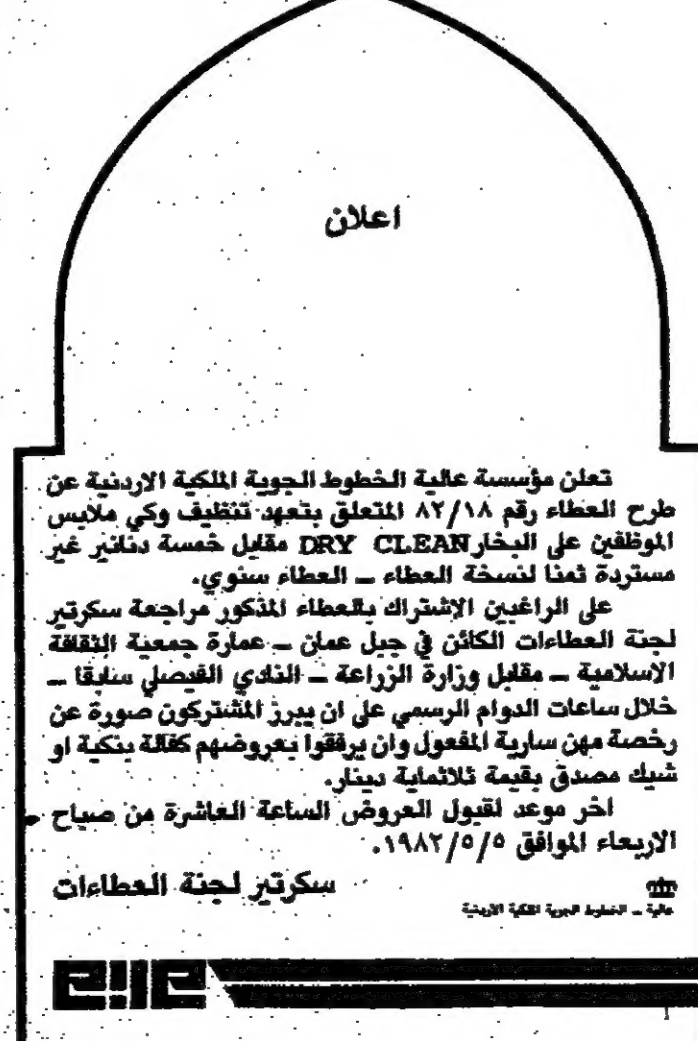 اعلان
تعلن مؤسسة عالية الخطوط الجوية الملكية الاردنية عن
طرح العطاء رقم ٨٢/١٨ المتعلق بتعهد تنظيف وكي ملابس
الموظفين على البخار DRY CLEAN مقابل خمسة دنانير غير
مستردة ثمنا لنسخة العطاء – العطاء سنوي.
على الراغبين الاشتراك بالعطاء المذكور مراجعة سكرتير
لجنة العطاءات الكائن في جبل عمان – عمارة جمعية الثقافة
الاسلامية – مقابل وزارة الزراعة – النادي الفيصلي سابقا –
خلال ساعات الدوام الرسمي على ان يبرز المشتركون صورة عن
رخصة مهن سارية المفعول وان يرفقوا بعروضهم كفالة بنكية او
شيك مصدق بقيمة ثلاثماية دينار.
اخر موعد لقبول العروض الساعة العاشرة من صباح
الاربعاء الموافق ١٩٨٢/٥/٥.
سكرتير لجنة العطاءات
عالية – الخطوط الجوية الملكية الاردنية
عالية